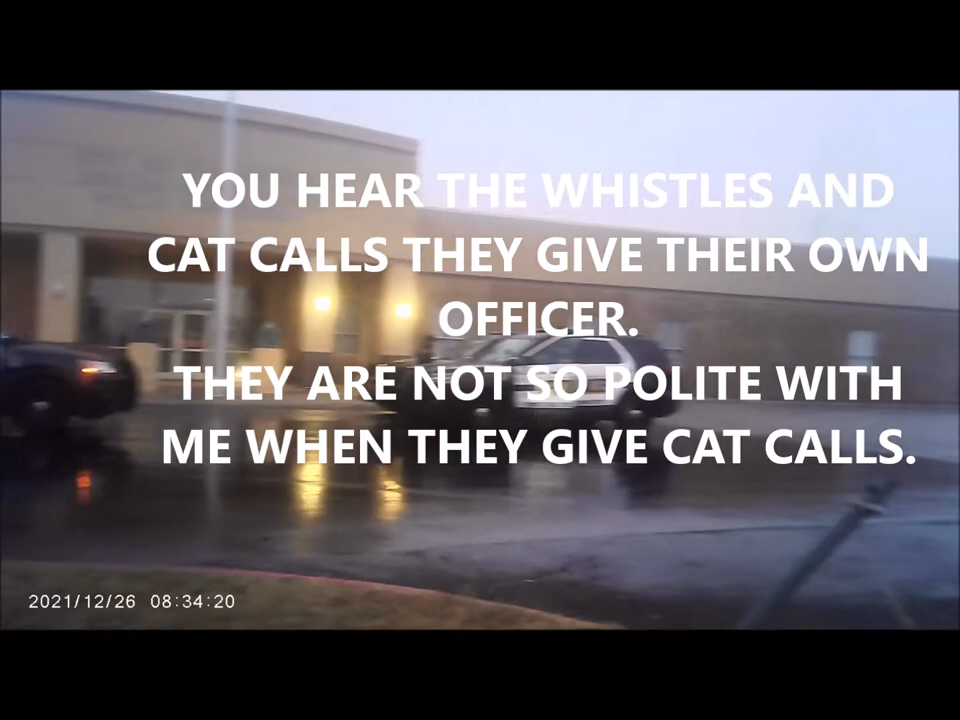 YOU HEAR THE WHISTLES AND
CAT CALLS THEY GIVE THEIR OWN
OFFICER.
THEY ARE NOT SO POLITE WITH
ME WHEN THEY GIVE CAT CALLS.
2021/12/26 08:34:20